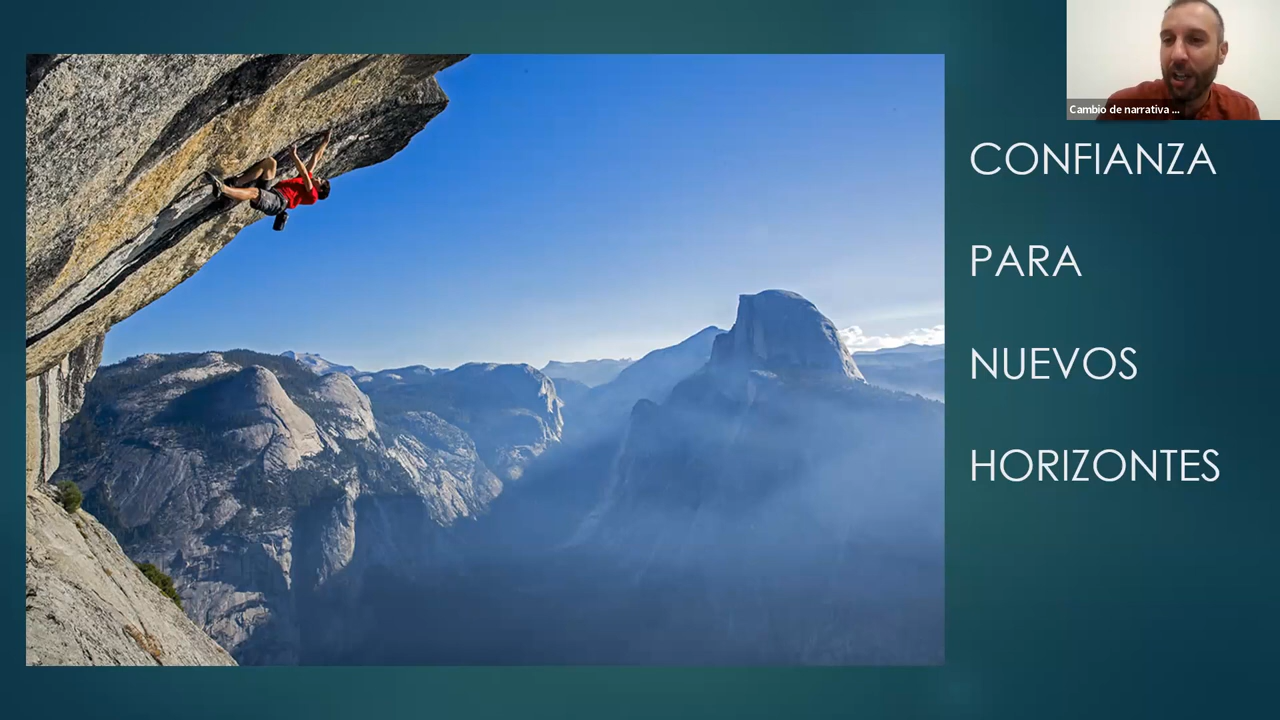 Cambio de narrativa ...
CONFIANZA
PARA
NUEVOS
HORIZONTES